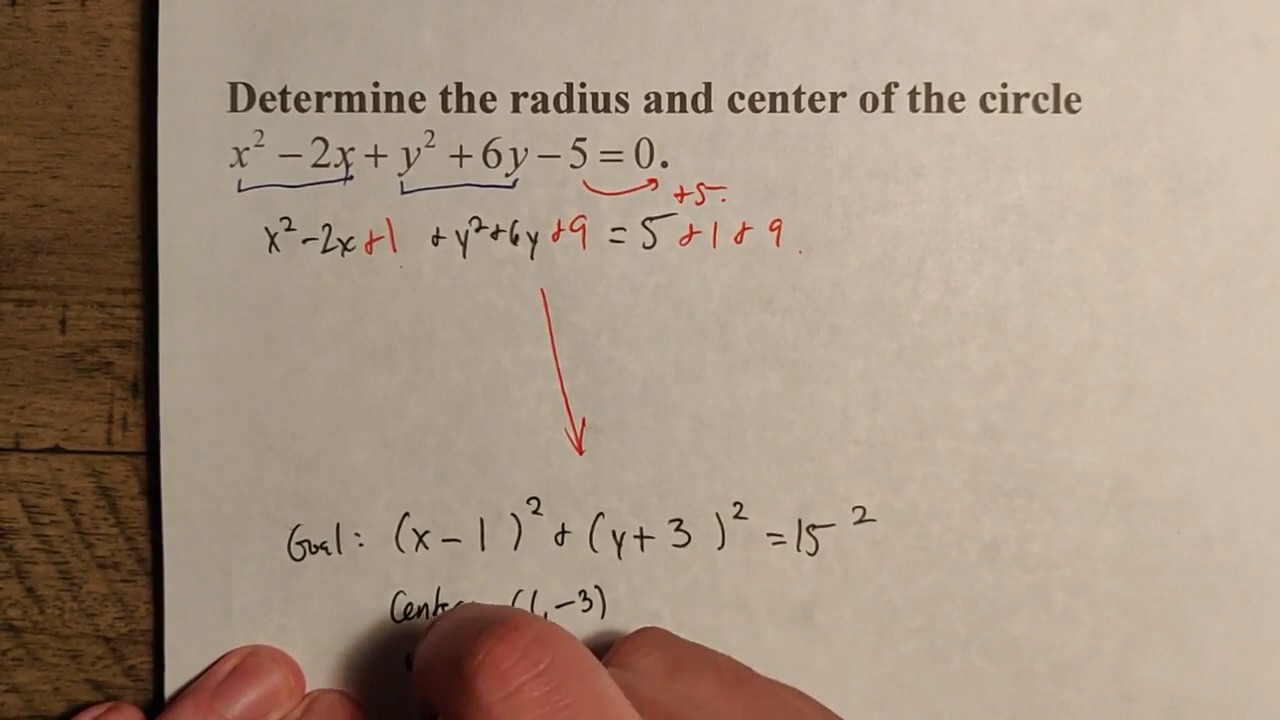 Determine the radius and center of the circle
x² − 2x + y² + 6y − 5 = 0.
+5.
x² − 2x + 1 + y² + 6y + 9 = 5 + 1 + 9.
Goal: (x − 1)² + (y + 3)² = 15²
(1, −3)